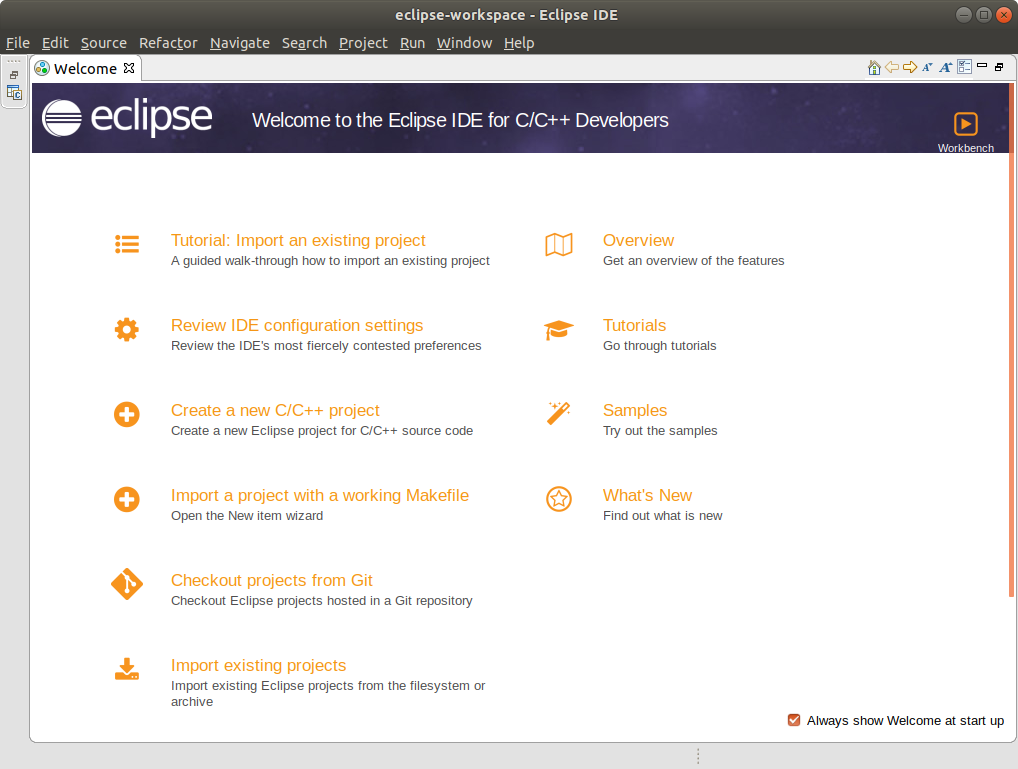 eclipse-workspace - Eclipse IDE
File Edit Source Refactor Navigate Search Project Run Window Help
Welcome
eclipse
Welcome to the Eclipse IDE for C/C++ Developers
Workbench
Tutorial: Import an existing project
A guided walk-through how to import an existing project
Overview
Get an overview of the features
Review IDE configuration settings
Review the IDE's most fiercely contested preferences
Tutorials
Go through tutorials
Create a new C/C++ project
Create a new Eclipse project for C/C++ source code
Samples
Try out the samples
Import a project with a working Makefile
Open the New item wizard
What's New
Find out what is new
Checkout projects from Git
Checkout Eclipse projects hosted in a Git repository
Import existing projects
Import existing Eclipse projects from the filesystem or
archive
Always show Welcome at start up